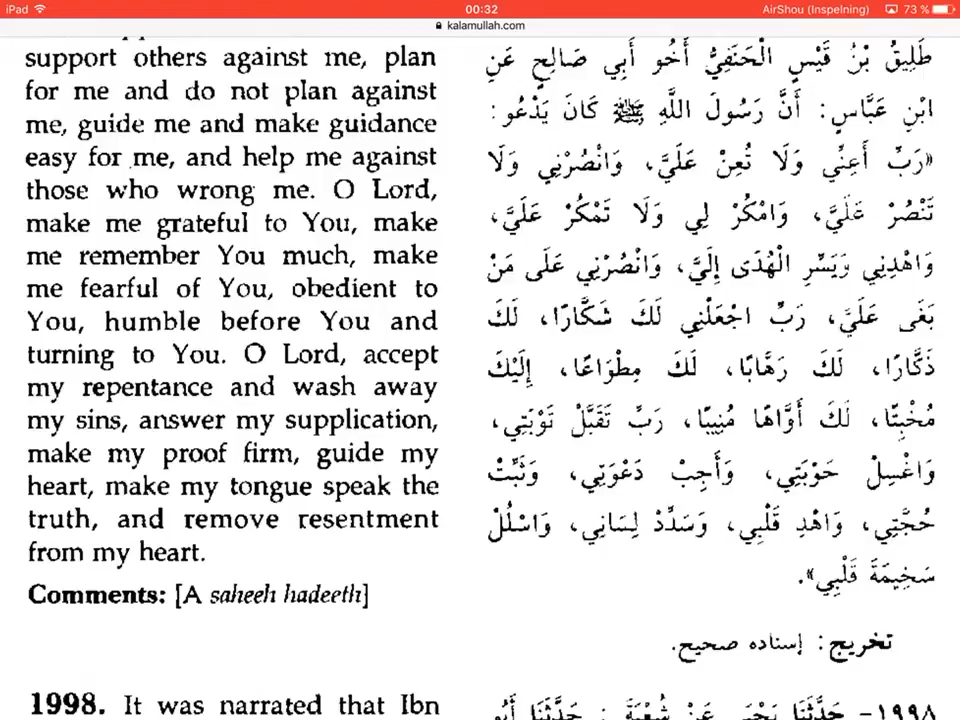 iPad 00:32 AirShou (Inspelning) 73 %
kalamullah.com
support others against me, plan
for me and do not plan against
me, guide me and make guidance
easy for me, and help me against
those who wrong me. O Lord,
make me grateful to You, make
me remember You much, make
me fearful of You, obedient to
You, humble before You and
turning to You. O Lord, accept
my repentance and wash away
my sins, answer my supplication,
make my proof firm, guide my
heart, make my tongue speak the
truth, and remove resentment
from my heart.
Comments: [A saheeh hadeeth]
1998. It was narrated that Ibn
طَلِيقُ بْنُ قَيْسٍ الْحَنَفِيُّ أَخُو أَبِي صَالِحٍ عَنِ
ابْنِ عَبَّاسٍ: أَنَّ رَسُولَ اللَّهِ ﷺ كَانَ يَدْعُو:
«رَبِّ أَعِنِّي وَلَا تُعِنْ عَلَيَّ، وَانْصُرْنِي وَلَا
تَنْصُرْ عَلَيَّ، وَامْكُرْ لِي وَلَا تَمْكُرْ عَلَيَّ،
وَاهْدِنِي وَيَسِّرِ الْهُدَى إِلَيَّ، وَانْصُرْنِي عَلَى مَنْ
بَغَى عَلَيَّ، رَبِّ اجْعَلْنِي لَكَ شَكَّارًا، لَكَ
ذَكَّارًا، لَكَ رَهَّابًا، لَكَ مِطْوَاعًا، إِلَيْكَ
مُخْبِتًا، لَكَ أَوَّاهًا مُنِيبًا، رَبِّ تَقَبَّلْ تَوْبَتِي،
وَاغْسِلْ حَوْبَتِي، وَأَجِبْ دَعْوَتِي، وَثَبِّتْ
حُجَّتِي، وَاهْدِ قَلْبِي، وَسَدِّدْ لِسَانِي، وَاسْلُلْ
سَخِيمَةَ قَلْبِي».
تخريج: إسناده صحيح.
١٩٩٨- حَدَّثَنَا يَحْيَى عَنْ شُعْبَةَ: حَدَّثَنَا أَبُو